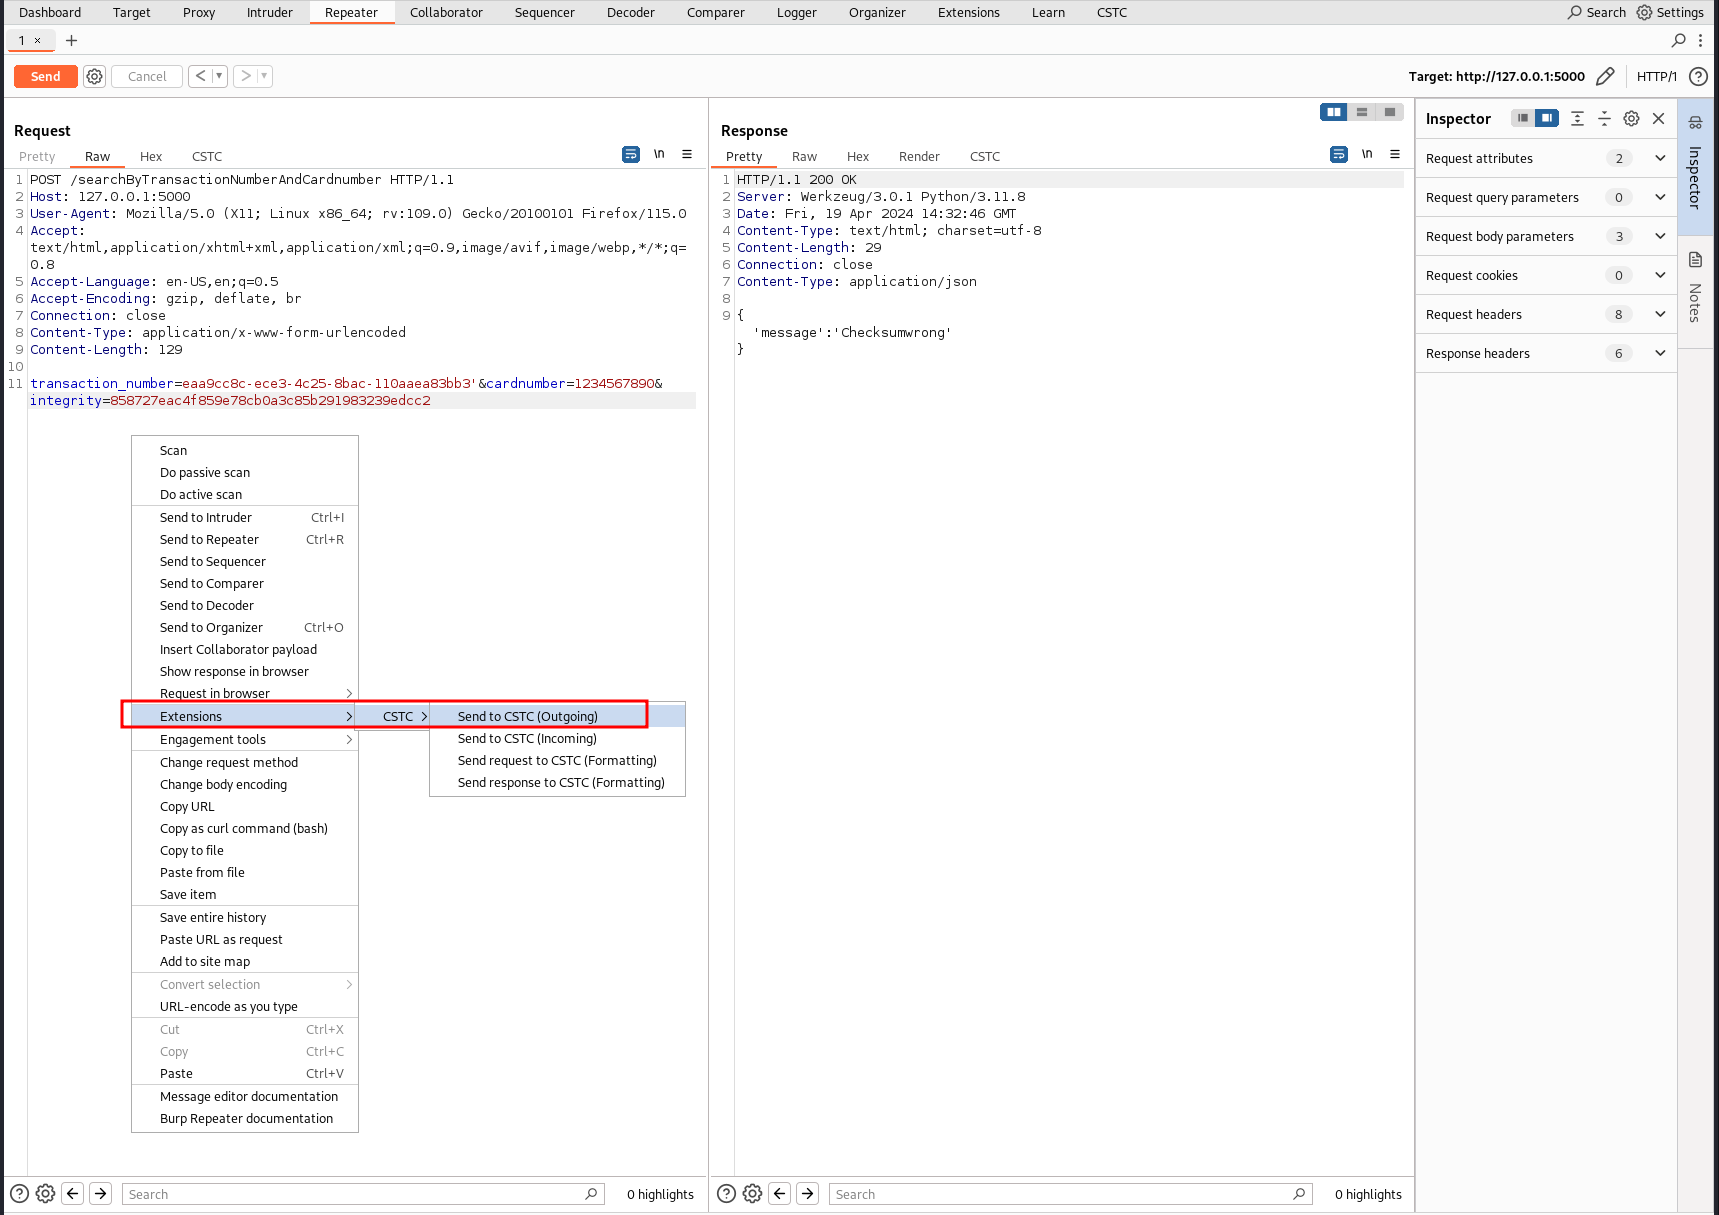 Dashboard Target Proxy Intruder Repeater Collaborator Sequencer Decoder Comparer Logger Organizer Extensions Learn CSTC Search Settings
1 × +
Send Cancel < > Target: http://127.0.0.1:5000 HTTP/1 ?
Request
Pretty Raw Hex CSTC \n
1 POST /searchByTransactionNumberAndCardnumber HTTP/1.1
2 Host: 127.0.0.1:5000
3 User-Agent: Mozilla/5.0 (X11; Linux x86_64; rv:109.0) Gecko/20100101 Firefox/115.0
4 Accept:
text/html,application/xhtml+xml,application/xml;q=0.9,image/avif,image/webp,*/*;q=
0.8
5 Accept-Language: en-US,en;q=0.5
6 Accept-Encoding: gzip, deflate, br
7 Connection: close
8 Content-Type: application/x-www-form-urlencoded
9 Content-Length: 129
10
11 transaction_number=eaa9cc8c-ece3-4c25-8bac-110aaea83bb3'&cardnumber=1234567890&
integrity=858727eac4f859e78cb0a3c85b291983239edcc2
Scan
Do passive scan
Do active scan
Send to Intruder Ctrl+I
Send to Repeater Ctrl+R
Send to Sequencer
Send to Comparer
Send to Decoder
Send to Organizer Ctrl+O
Insert Collaborator payload
Show response in browser
Request in browser >
Extensions > CSTC > Send to CSTC (Outgoing)
Send to CSTC (Incoming)
Send request to CSTC (Formatting)
Send response to CSTC (Formatting)
Engagement tools >
Change request method
Change body encoding
Copy URL
Copy as curl command (bash)
Copy to file
Paste from file
Save item
Save entire history
Paste URL as request
Add to site map
Convert selection >
URL-encode as you type
Cut Ctrl+X
Copy Ctrl+C
Paste Ctrl+V
Message editor documentation
Burp Repeater documentation
? Search 0 highlights
Response
Pretty Raw Hex Render CSTC \n
1 HTTP/1.1 200 OK
2 Server: Werkzeug/3.0.1 Python/3.11.8
3 Date: Fri, 19 Apr 2024 14:32:46 GMT
4 Content-Type: text/html; charset=utf-8
5 Content-Length: 29
6 Connection: close
7 Content-Type: application/json
8
9 {
'message':'Checksumwrong'
}
? Search 0 highlights
Inspector
Request attributes 2
Request query parameters 0
Request body parameters 3
Request cookies 0
Request headers 8
Response headers 6
Inspector
Notes